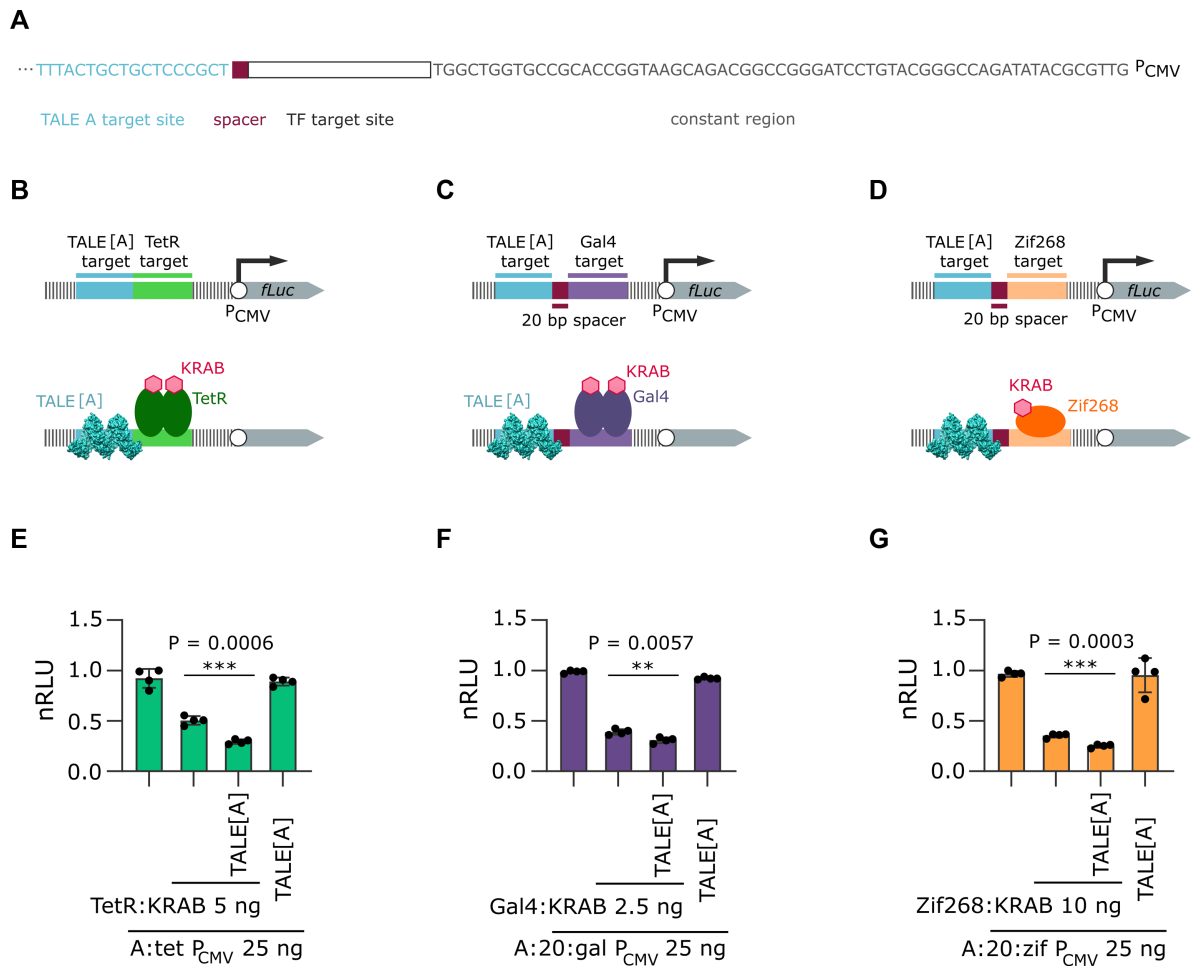 A
...TTTACTGCTGCTCCCGCT TGGCTGGTGCCGCACCGGTAAGCAGACGGCCGGGATCCTGTACGGGCCAGATATACGCGTTG PCMV
TALE A target site spacer TF target site constant region
B
TALE [A] target TetR target
fLuc
PCMV
KRAB
TetR
TALE [A]
C
TALE [A] target Gal4 target
fLuc
20 bp spacer PCMV
KRAB
Gal4
TALE [A]
D
TALE [A] target Zif268 target
fLuc
20 bp spacer PCMV
KRAB
Zif268
TALE [A]
E
nRLU
1.5
1.0
0.5
0.0
P = 0.0006
***
TALE[A]
TALE[A]
TetR:KRAB 5 ng
A:tet PCMV 25 ng
F
nRLU
1.5
1.0
0.5
0.0
P = 0.0057
**
TALE[A]
TALE[A]
Gal4:KRAB 2.5 ng
A:20:gal PCMV 25 ng
G
nRLU
1.5
1.0
0.5
0.0
P = 0.0003
***
TALE[A]
TALE[A]
Zif268:KRAB 10 ng
A:20:zif PCMV 25 ng